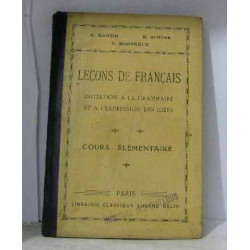 LEÇONS DE FRANÇAIS
INITIATION A LA GRAMMAIRE
ET A L'EXPRESSION DES IDÉES
COURS ÉLÉMENTAIRE
PARIS
LIBRAIRIE CLASSIQUE EUGÈNE BELIN